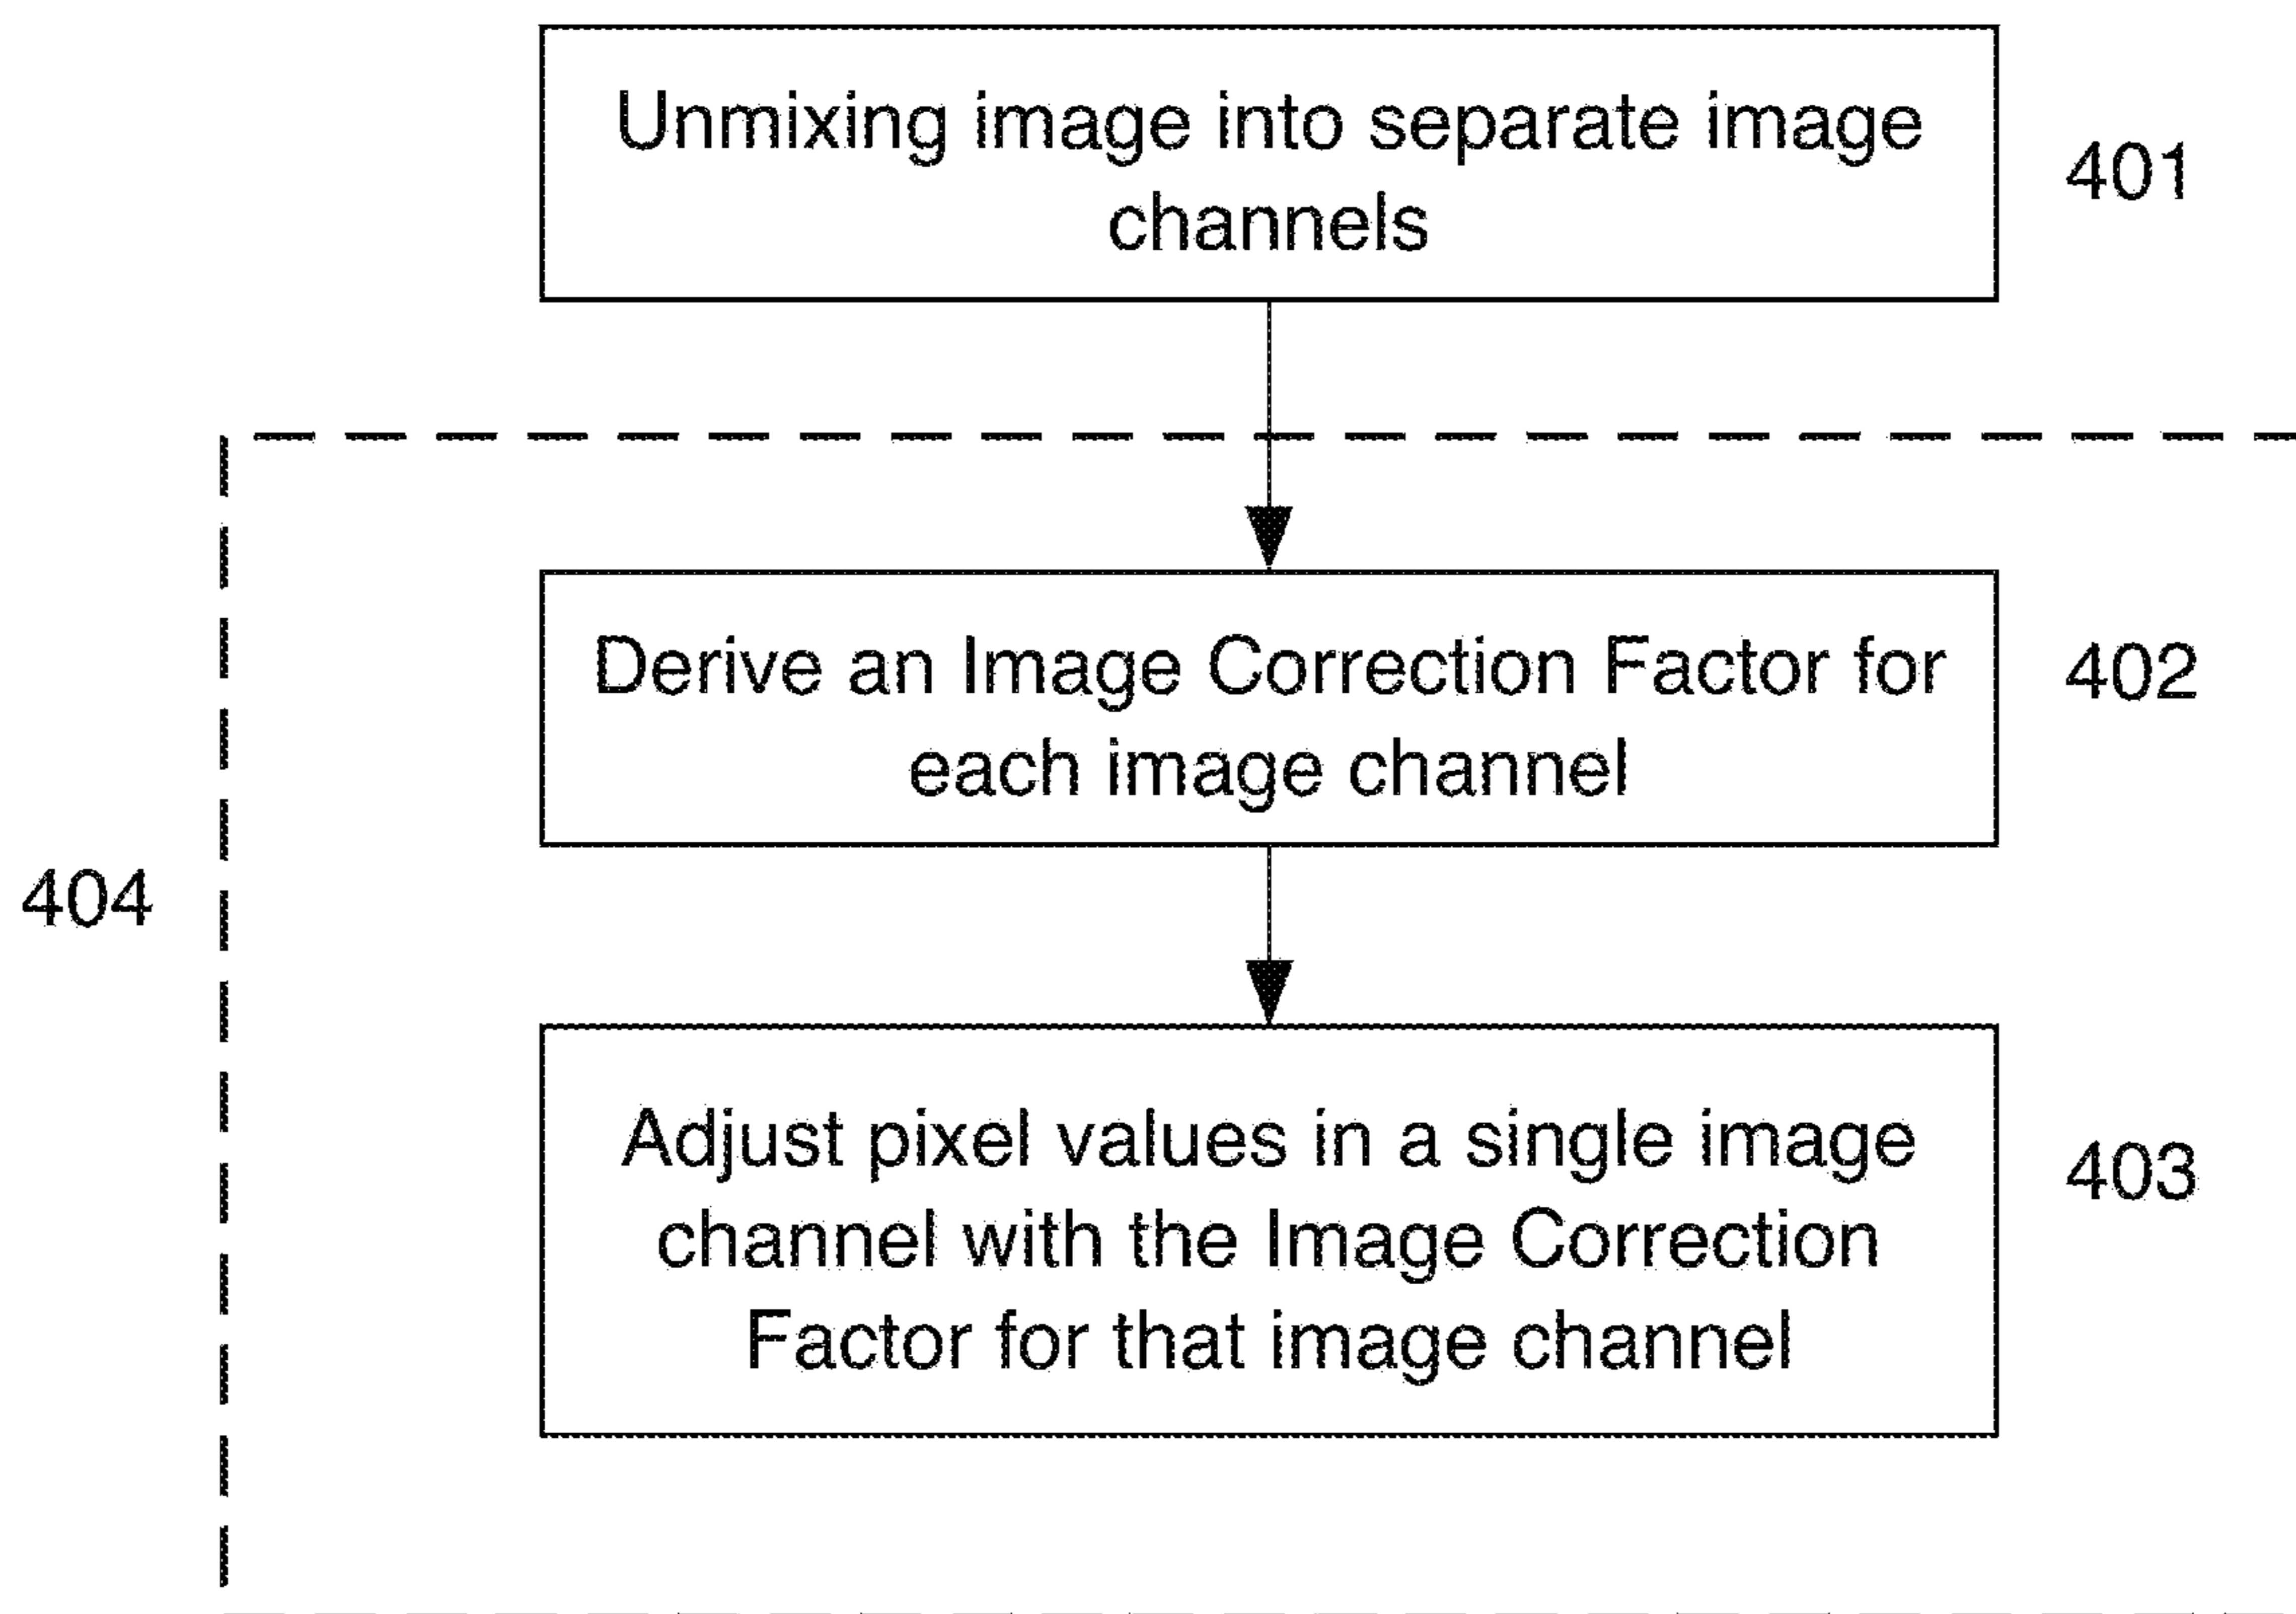 Unmixing image into separate image
channels
401
Derive an Image Correction Factor for
each image channel
402
404
Adjust pixel values in a single image
channel with the Image Correction
Factor for that image channel
403